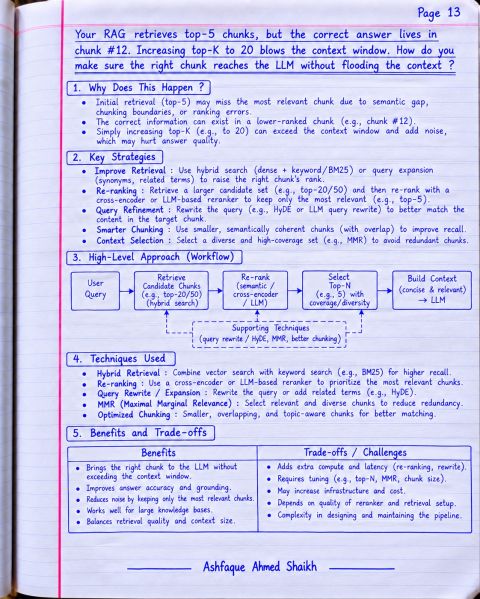 Page 13
Your RAG retrieves top-5 chunks, but the correct answer lives in
chunk #12. Increasing top-K to 20 blows the context window. How do you
make sure the right chunk reaches the LLM without flooding the context ?
1. Why Does This Happen ?
• Initial retrieval (top-5) may miss the most relevant chunk due to semantic gap,
chunking boundaries, or ranking errors.
• The correct information can exist in a lower-ranked chunk (e.g., chunk #12).
• Simply increasing top-K (e.g., to 20) can exceed the context window and add noise,
which may hurt answer quality.
2. Key Strategies
• Improve Retrieval : Use hybrid search (dense + keyword/BM25) or query expansion
(synonyms, related terms) to raise the right chunk's rank.
• Re-ranking : Retrieve a larger candidate set (e.g., top-20/50) and then re-rank with a
cross-encoder or LLM-based reranker to keep only the most relevant (e.g., top-5).
• Query Refinement : Rewrite the query (e.g., HyDE or LLM query rewrite) to better match the
content in the target chunk.
• Smarter Chunking : Use smaller, semantically coherent chunks (with overlap) to improve recall.
• Context Selection : Select a diverse and high-coverage set (e.g., MMR) to avoid redundant chunks.
3. High-Level Approach (Workflow)
User
Query
Retrieve
Candidate Chunks
(e.g., top-20/50)
(hybrid search)
Re-rank
(semantic /
cross-encoder
/ LLM)
Select
Top-N
(e.g., 5) with
coverage/diversity
Build Context
(concise & relevant)
→ LLM
Supporting Techniques
(query rewrite / HyDE, MMR, better chunking)
4. Techniques Used
• Hybrid Retrieval : Combine vector search with keyword search (e.g., BM25) for higher recall.
• Re-ranking : Use a cross-encoder or LLM-based reranker to prioritize the most relevant chunks.
• Query Rewrite / Expansion : Rewrite the query or add related terms (e.g., HyDE).
• MMR (Maximal Marginal Relevance) : Select relevant and diverse chunks to reduce redundancy.
• Optimized Chunking : Smaller, overlapping, and topic-aware chunks for better matching.
5. Benefits and Trade-offs
Benefits
• Brings the right chunk to the LLM without
exceeding the context window.
• Improves answer accuracy and grounding.
• Reduces noise by keeping only the most relevant chunks.
• Works well for large knowledge bases.
• Balances retrieval quality and context size.
Trade-offs / Challenges
• Adds extra compute and latency (re-ranking, rewrite).
• Requires tuning (e.g., top-N, MMR, chunk size).
• May increase infrastructure and cost.
• Depends on quality of reranker and retrieval setup.
• Complexity in designing and maintaining the pipeline.
Ashfaque Ahmed Shaikh